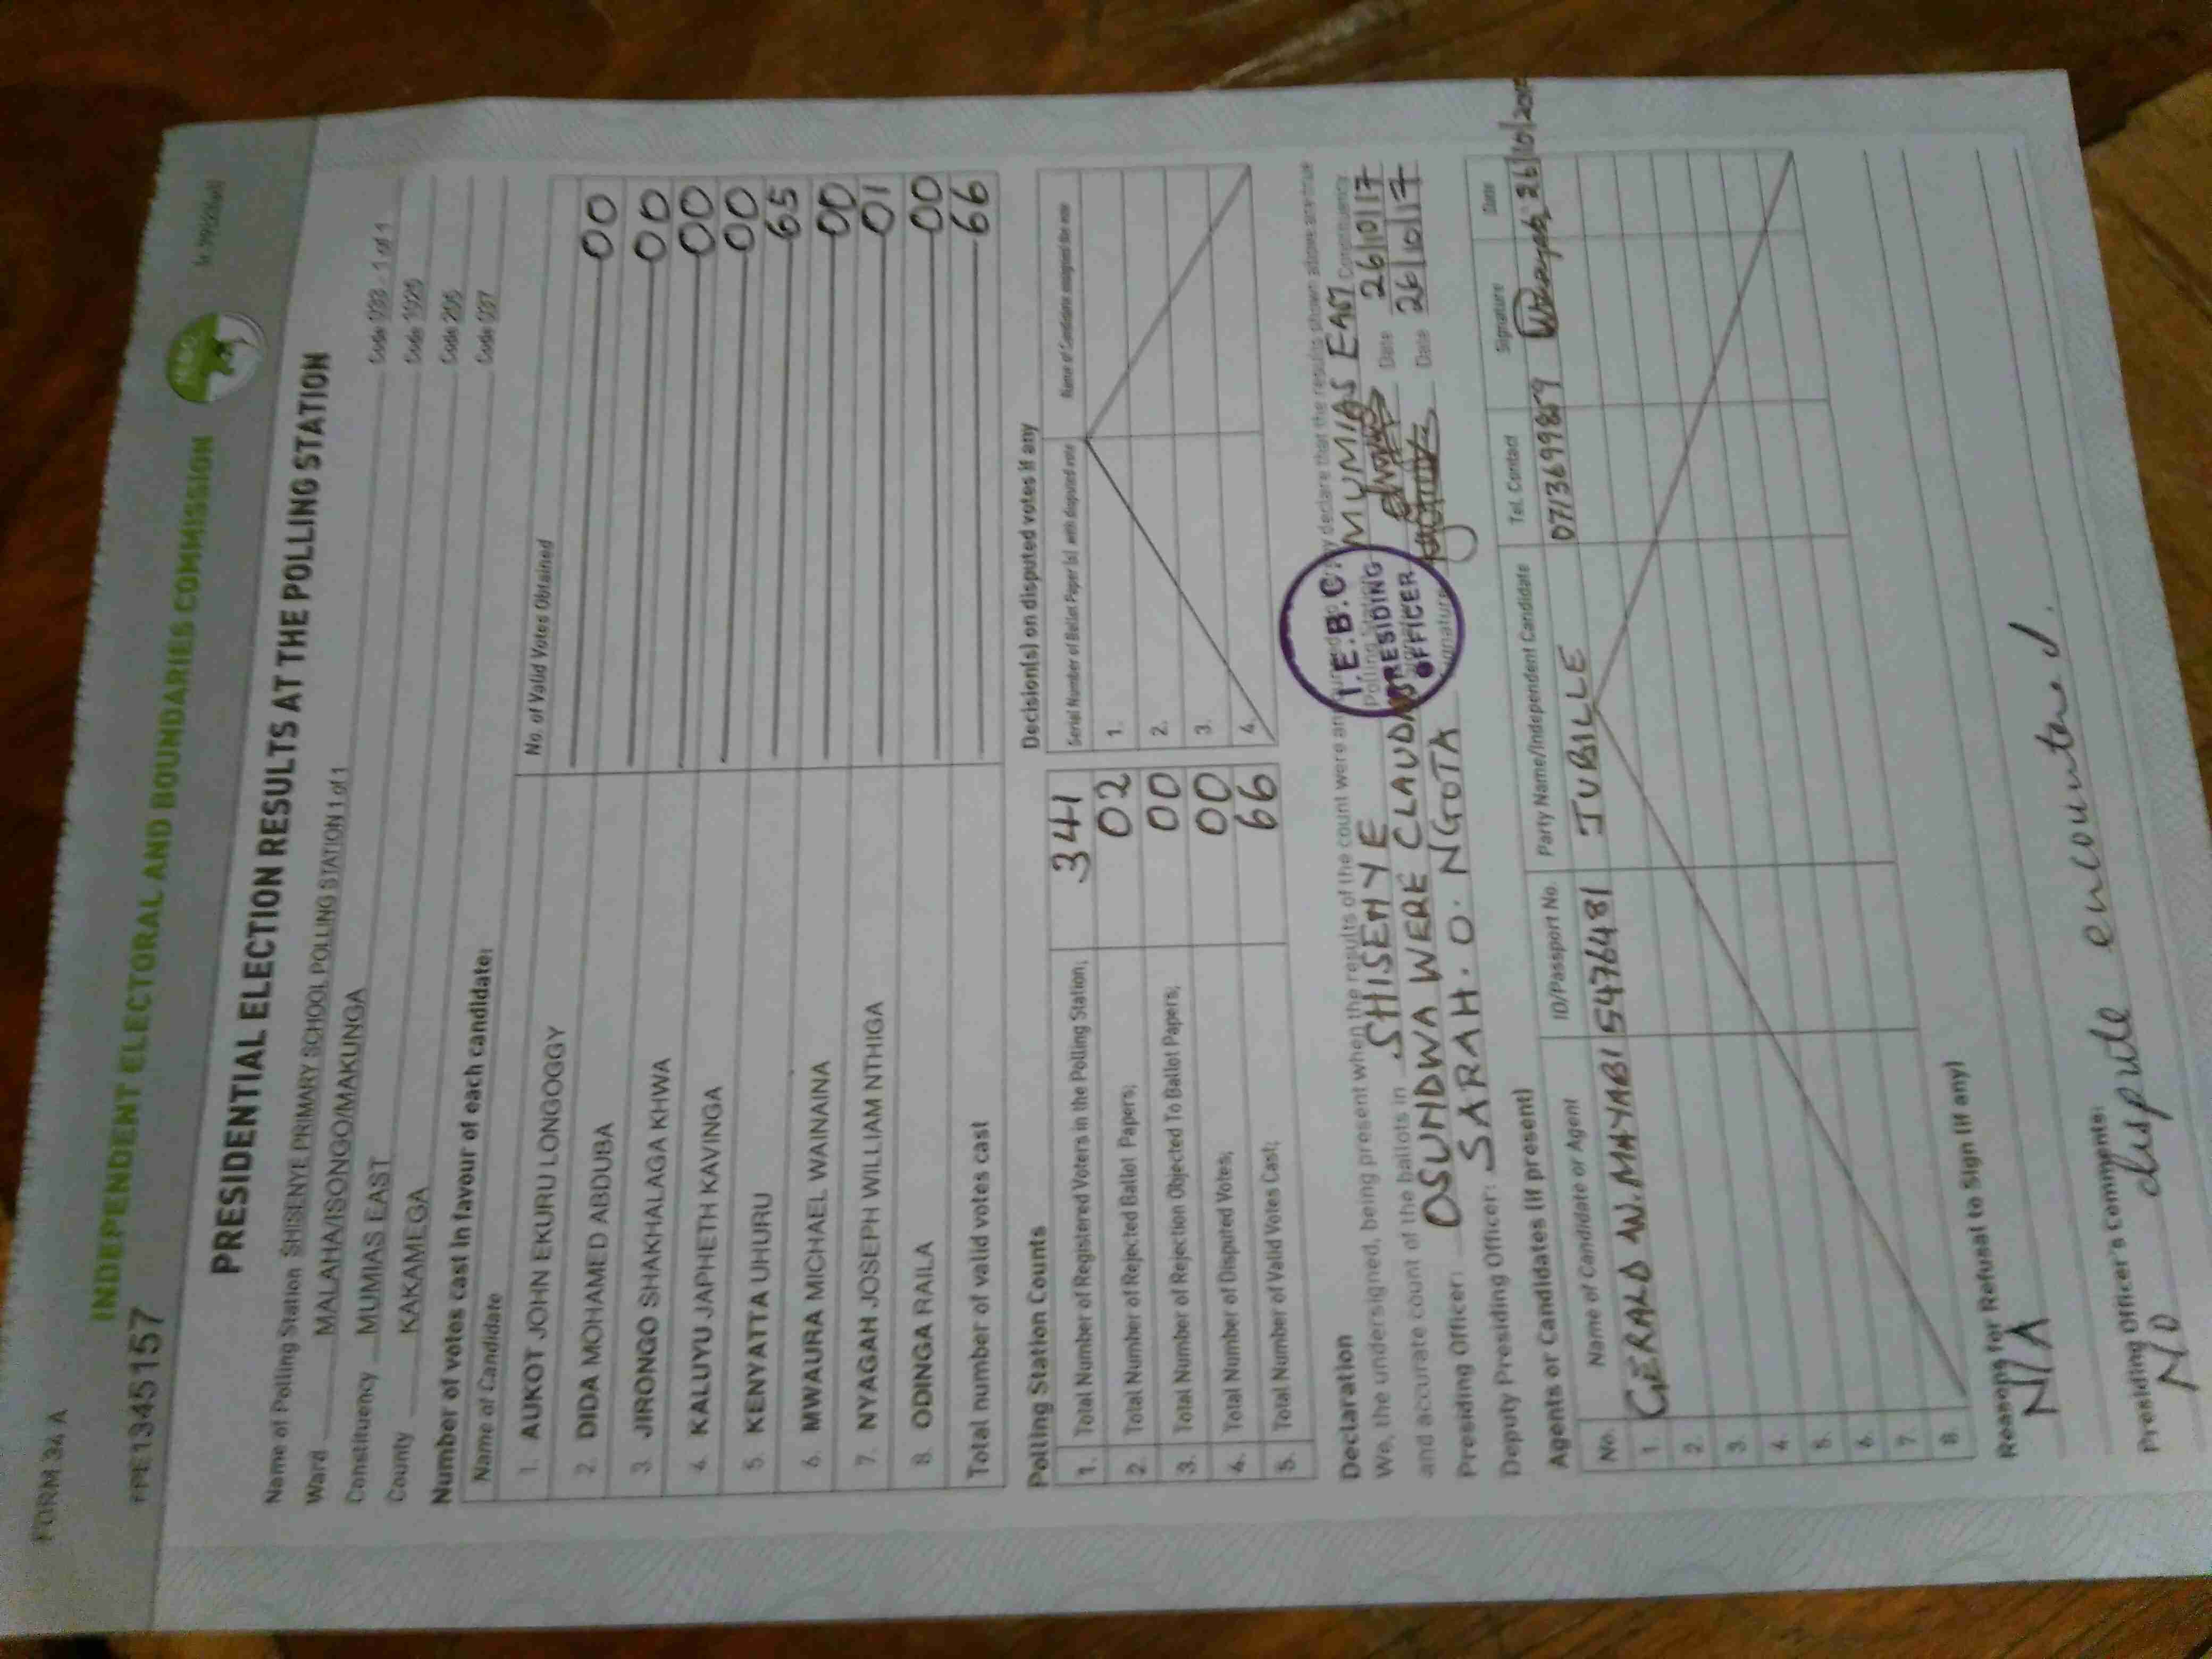 FORM 34 A
INDEPENDENT ELECTORAL AND BOUNDARIES COMMISSION
IEBC
PRESIDENTIAL ELECTION RESULTS AT THE POLLING STATION
Name of Polling Station SHISENYE PRIMARY SCHOOL POLLING STATION 1 of 1 Code 093 - 1 of 1
Ward MALAHA/ISONGO/MAKUNGA Code
Constituency MUMIAS EAST Code 205
County KAKAMEGA Code 037
Number of votes cast in favour of each candidate:
Name of Candidate No. of Valid Votes Obtained
1. AUKOT JOHN EKURU LONGOGGY 00
2. DIDA MOHAMED ABDUBA 00
3. JIRONGO SHAKHALAGA KHWA 00
4. KALUYU JAPHETH KAVINGA 00
5. KENYATTA UHURU 65
6. MWAURA MICHAEL WAINAINA 00
7. NYAGAH JOSEPH WILLIAM NTHIGA 01
8. ODINGA RAILA 00
Total number of valid votes cast 66
Polling Station Counts
1. Total Number of Registered Voters in the Polling Station; 341
2. Total Number of Rejected Ballot Papers; 02
3. Total Number of Rejection Objected To Ballot Papers; 00
4. Total Number of Disputed Votes; 00
5. Total Number of Valid Votes Cast; 66
Decision(s) on disputed votes if any
Serial Number of Ballot Paper (s) with disputed vote Name of Candidate assigned the vote
1.
2.
3.
4.
Declaration
We, the undersigned, being present when the results of the count were declare that the results shown above are true
and accurate count of the ballots in SHISENYE Polling Station MUMIAS EAST Constituency
Presiding Officer: OSUNDWA WERE CLAUD Date 26/10/17
Deputy Presiding Officer: SARAH. O. NGOTA Signature Date 26/10/17
I.E.B.C.
PRESIDING
OFFICER
Agents or Candidates (if present)
No. Name of Candidate or Agent ID/Passport No. Party Name/Independent Candidate Tel. Contact Signature Date
1. GERALD W. MAYABI 5476481 JUBILLE 0713699859 26/10/2017
2.
3.
4.
5.
6.
7.
8.
Reasons for Refusal to Sign (if any)
N/A
Presiding Officer's Comments:
NO dispute encountered.